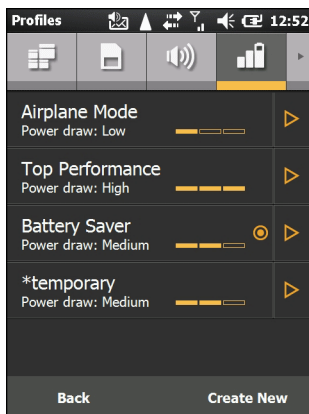 Profiles 12:52
Airplane Mode
Power draw: Low
Top Performance
Power draw: High
Battery Saver
Power draw: Medium
*temporary
Power draw: Medium
Back Create New